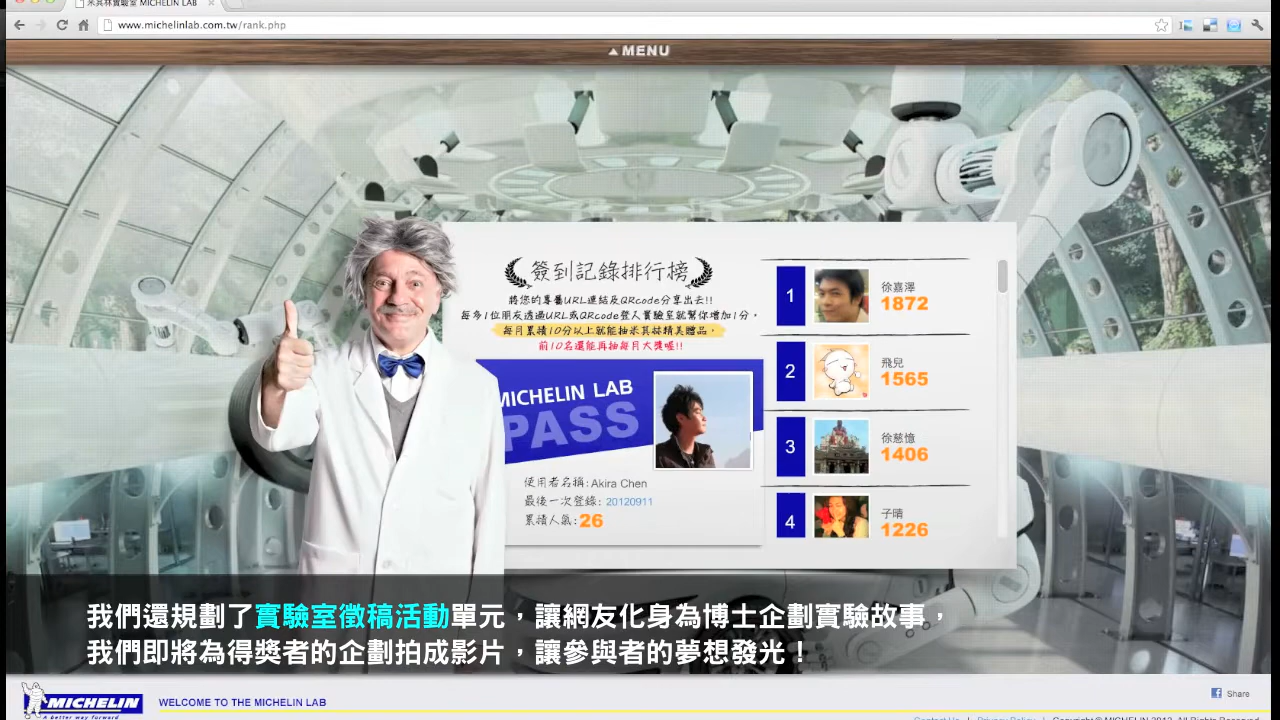 米其林實驗室 MICHELIN LAB
www.michelinlab.com.tw/rank.php
MENU
簽到記錄排行榜
將您的專屬URL連結及QRcode分享出去!!
每多1位朋友透過URL或QRcode登入實驗室就幫你增加1分，
每月累積10分以上就能抽米其林精美贈品，
前10名還能再抽每月大獎喔!!
MICHELIN LAB
PASS
使用者名稱:Akira Chen
最後一次登錄: 20120911
累積人氣:26
1
徐嘉澤
1872
2
飛兒
1565
3
徐慈憶
1406
4
子晴
1226
我們還規劃了實驗室徵稿活動單元，讓網友化身為博士企劃實驗故事，
我們即將為得獎者的企劃拍成影片，讓參與者的夢想發光！
MICHELIN
A better way forward
WELCOME TO THE MICHELIN LAB
Share
Contact Us | Privacy Policy | Copyright© MICHELIN 2012. All Rights Reserved.